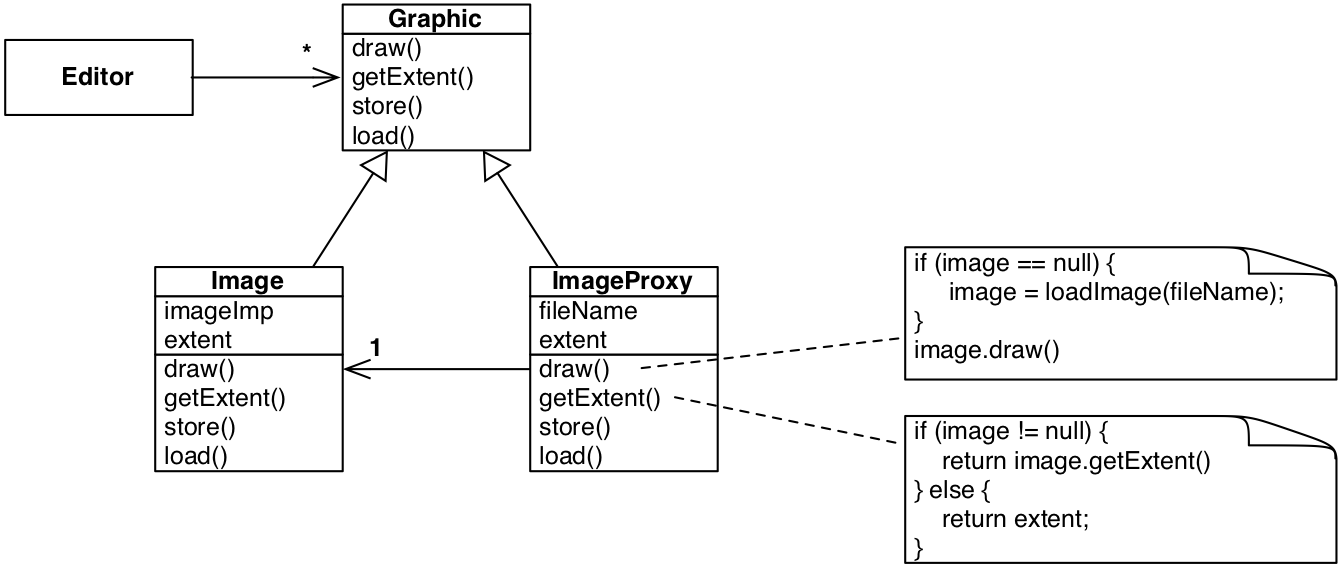 Editor
*
Graphic
draw()
getExtent()
store()
load()
Image
imageImp
extent
draw()
getExtent()
store()
load()
1
ImageProxy
fileName
extent
draw()
getExtent()
store()
load()
if (image == null) {
image = loadImage(fileName);
}
image.draw()
if (image != null) {
return image.getExtent()
} else {
return extent;
}